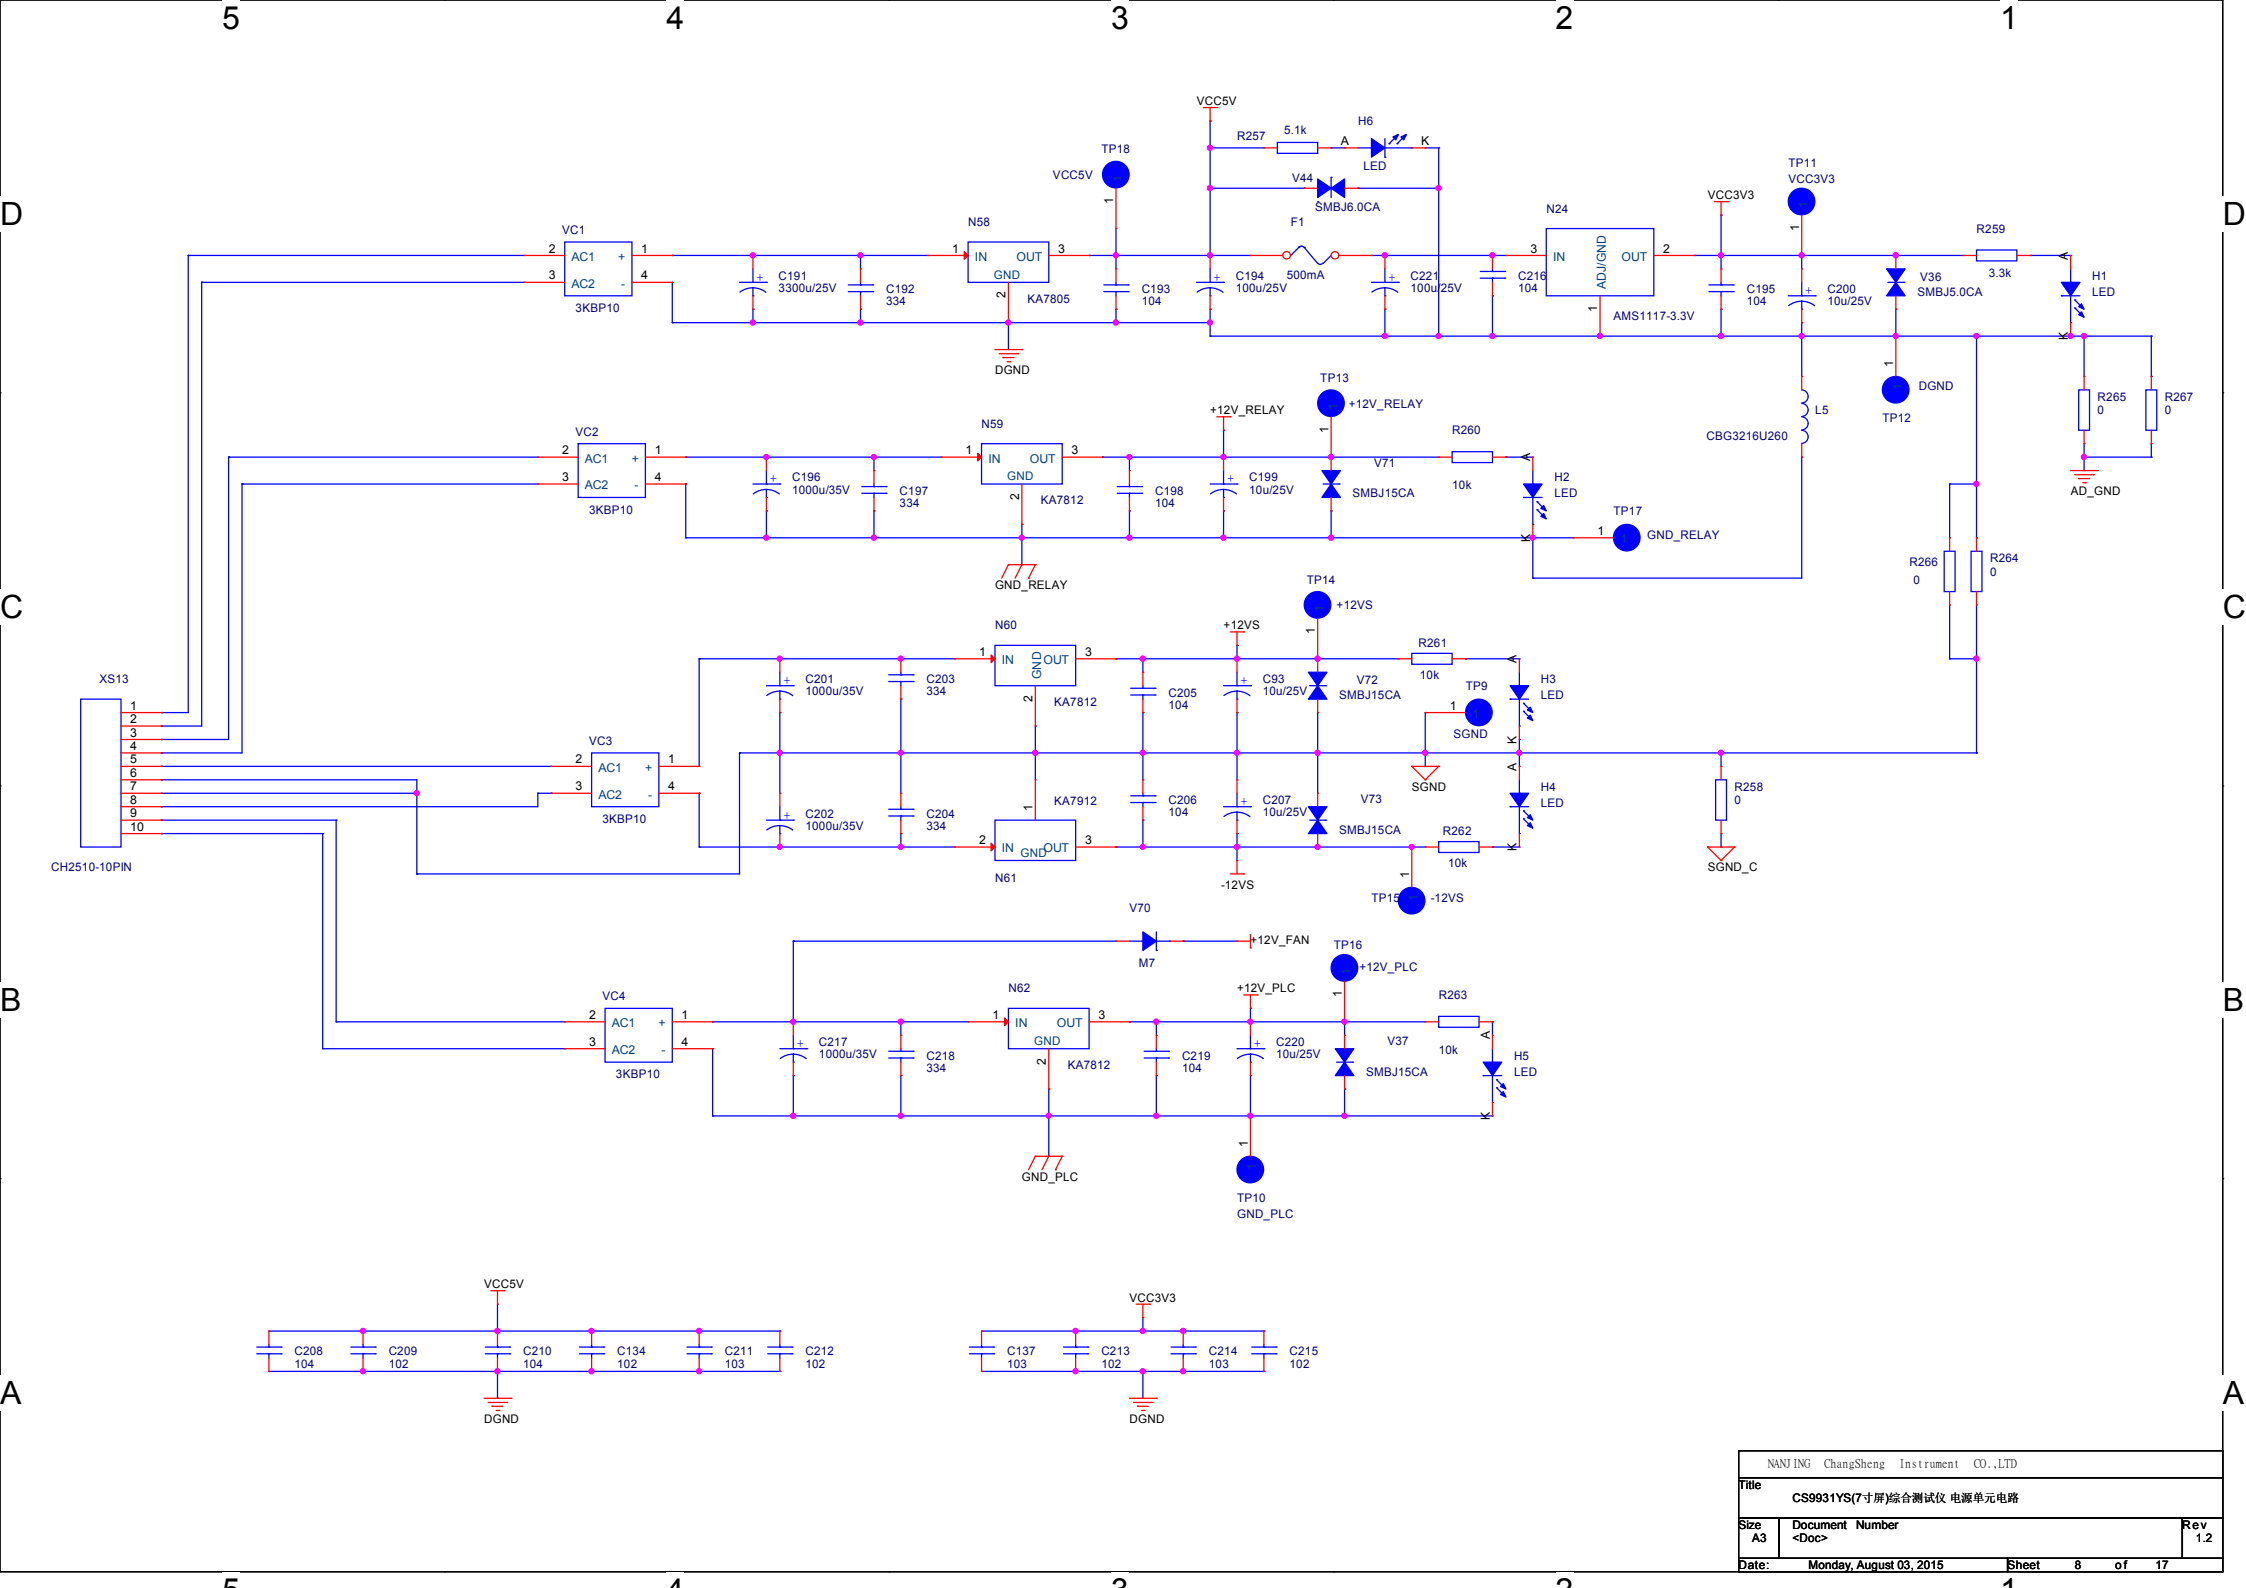 5 4 3 2 1
D D
C C
B B
A A
VCC5V
R257 5.1k A H6 LED K
V44
SMBJ6.0CA
F1
500mA
TP18
VCC5V
1
VC1
2 AC1 + 1
3 AC2 - 4
3KBP10
C191
3300u/25V
C192
334
N58
1 IN OUT 3
GND
2
KA7805
DGND
C193
104
C194
100u/25V
C221
100u/25V
C216
104
N24
3 IN ADJ/GND OUT 2
1
AMS1117-3.3V
VCC3V3
TP11
VCC3V3
1
C195
104
C200
10u/25V
V36
SMBJ5.0CA
R259
3.3k
A
H1
LED
K
1
DGND
TP12
L5
CBG3216U260
R265
0
R267
0
AD_GND
VC2
2 AC1 + 1
3 AC2 - 4
3KBP10
C196
1000u/35V
C197
334
N59
1 IN OUT 3
GND
2
KA7812
GND_RELAY
C198
104
+12V_RELAY
C199
10u/25V
TP13
+12V_RELAY
1
V71
SMBJ15CA
R260
10k
A
H2
LED
K
TP17
1 GND_RELAY
R266
0
R264
0
XS13
1
2
3
4
5
6
7
8
9
10
CH2510-10PIN
VC3
2 AC1 + 1
3 AC2 - 4
3KBP10
C201
1000u/35V
C203
334
N60
1 IN GND OUT 3
2
KA7812
C205
104
+12VS
C93
10u/25V
TP14
+12VS
1
V72
SMBJ15CA
R261
10k
TP9
1
SGND
A
H3
LED
K
SGND
C202
1000u/35V
C204
334
KA7912
1
2 IN GND OUT 3
N61
C206
104
C207
10u/25V
-12VS
V73
SMBJ15CA
R262
10k
A
H4
LED
K
1
TP15 -12VS
R258
0
SGND_C
V70
M7
+12V_FAN
VC4
2 AC1 + 1
3 AC2 - 4
3KBP10
C217
1000u/35V
C218
334
N62
1 IN OUT 3
GND
2
KA7812
GND_PLC
C219
104
+12V_PLC
C220
10u/25V
TP16
+12V_PLC
1
V37
SMBJ15CA
R263
10k
A
H5
LED
K
1
TP10
GND_PLC
VCC5V
C208
104
C209
102
C210
104
C134
102
C211
103
C212
102
DGND
VCC3V3
C137
103
C213
102
C214
103
C215
102
DGND
NANJING ChangSheng Instrument CO.,LTD
Title
CS9931YS(7寸屏)综合测试仪 电源单元电路
Size Document Number Rev
A3 <Doc> 1.2
Date: Monday, August 03, 2015 Sheet 8 of 17
5 4 3 2 1